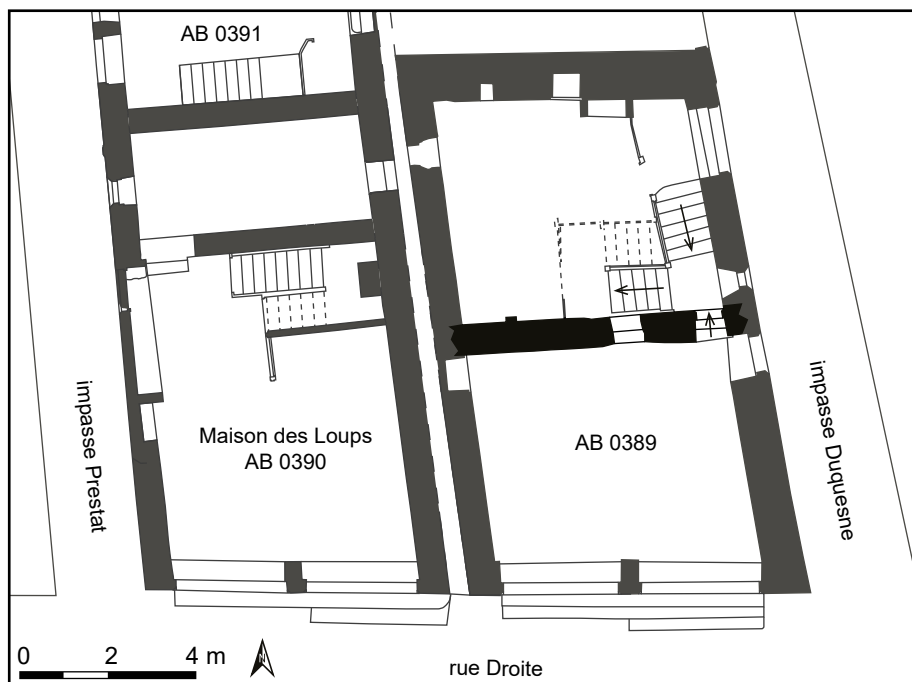 AB 0391
impasse Prestat
Maison des Loups
AB 0390
AB 0389
impasse Duquesne
0 2 4 m
N
rue Droite